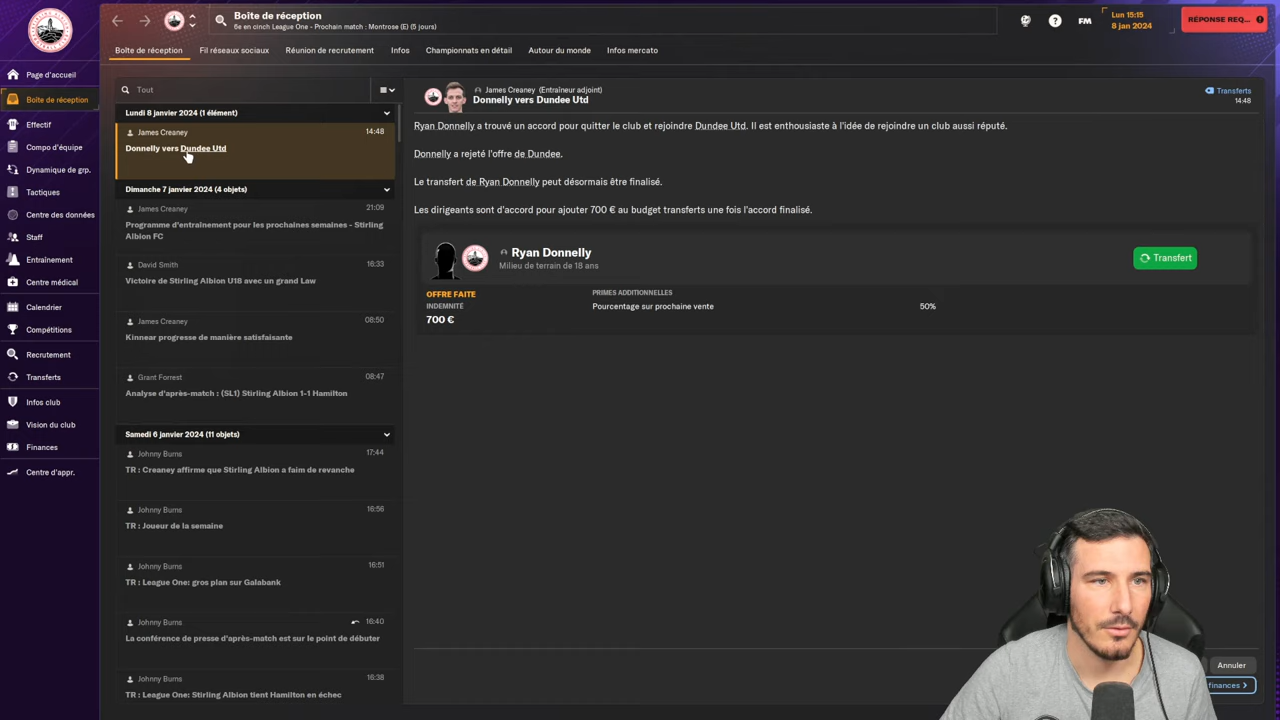 Boîte de réception
6e en cinch League One - Prochain match : Montrose (E) (5 jours)
FM
Lun 15:15
8 jan 2024
RÉPONSE REQ...
Boîte de réception
Fil réseaux sociaux
Réunion de recrutement
Infos
Championnats en détail
Autour du monde
Infos mercato
Page d'accueil
Boîte de réception
Effectif
Compo d'équipe
Dynamique de grp.
Tactiques
Centre des données
Staff
Entraînement
Centre médical
Calendrier
Compétitions
Recrutement
Transferts
Infos club
Vision du club
Finances
Centre d'appr.
Tout
Lundi 8 janvier 2024 (1 élément)
James Creaney
14:48
Donnelly vers Dundee Utd
Dimanche 7 janvier 2024 (4 objets)
James Creaney
21:09
Programme d'entraînement pour les prochaines semaines - Stirling
Albion FC
David Smith
16:33
Victoire de Stirling Albion U18 avec un grand Law
James Creaney
08:50
Kinnear progresse de manière satisfaisante
Grant Forrest
08:47
Analyse d'après-match : (SL1) Stirling Albion 1-1 Hamilton
Samedi 6 janvier 2024 (11 objets)
Johnny Burns
17:44
TR : Creaney affirme que Stirling Albion a faim de revanche
Johnny Burns
16:56
TR : Joueur de la semaine
Johnny Burns
16:51
TR : League One: gros plan sur Galabank
Johnny Burns
16:40
La conférence de presse d'après-match est sur le point de débuter
Johnny Burns
16:38
TR : League One: Stirling Albion tient Hamilton en échec
James Creaney (Entraîneur adjoint)
Donnelly vers Dundee Utd
Transferts
14:48
Ryan Donnelly a trouvé un accord pour quitter le club et rejoindre Dundee Utd. Il est enthousiaste à l'idée de rejoindre un club aussi réputé.
Donnelly a rejeté l'offre de Dundee.
Le transfert de Ryan Donnelly peut désormais être finalisé.
Les dirigeants sont d'accord pour ajouter 700 € au budget transferts une fois l'accord finalisé.
Ryan Donnelly
Milieu de terrain de 18 ans
Transfert
OFFRE FAITE
INDEMNITÉ
700 €
PRIMES ADDITIONNELLES
Pourcentage sur prochaine vente
50%
Annuler
finances